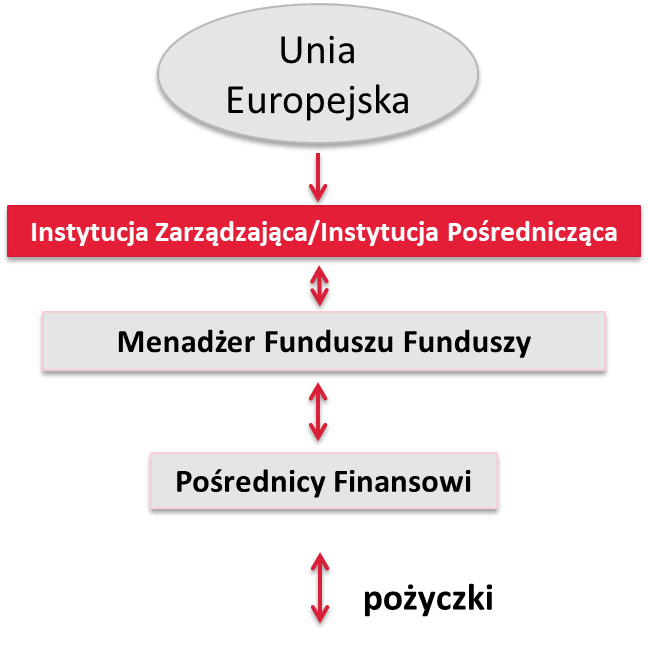 Unia
Europejska
Instytucja Zarządzająca/Instytucja Pośrednicząca
Menadżer Funduszu Funduszy
Pośrednicy Finansowi
pożyczki